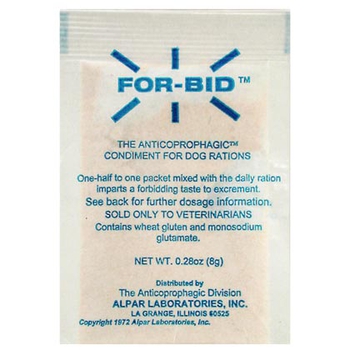 FOR-BID™
THE ANTICOPROPHAGIC™
CONDIMENT FOR DOG RATIONS
One-half to one packet mixed with the daily ration
imparts a forbidding taste to excrement.
See back for further dosage information.
SOLD ONLY TO VETERINARIANS
Contains wheat gluten and monosodium
glutamate.
NET WT. 0.28oz (8g)
Distributed by
The Anticoprophagic Division
ALPAR LABORATORIES, INC.
LA GRANGE, ILLINOIS 60525
Copyright 1972 Alpar Laboratories, Inc.